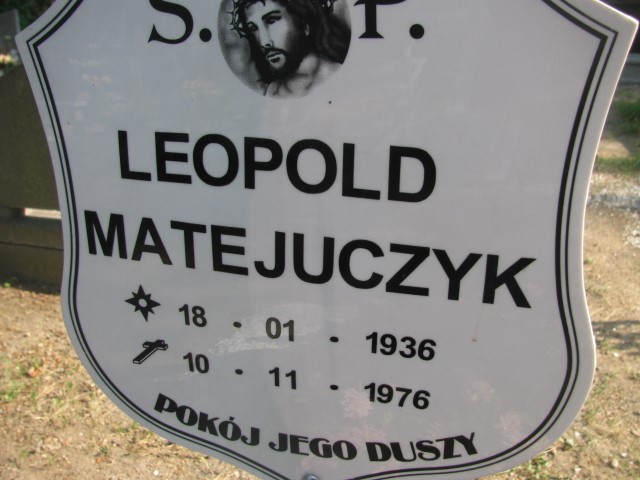 Ś. P.
LEOPOLD
MATEJUCZYK
18 . 01 . 1936
10 . 11 . 1976
POKÓJ JEGO DUSZY